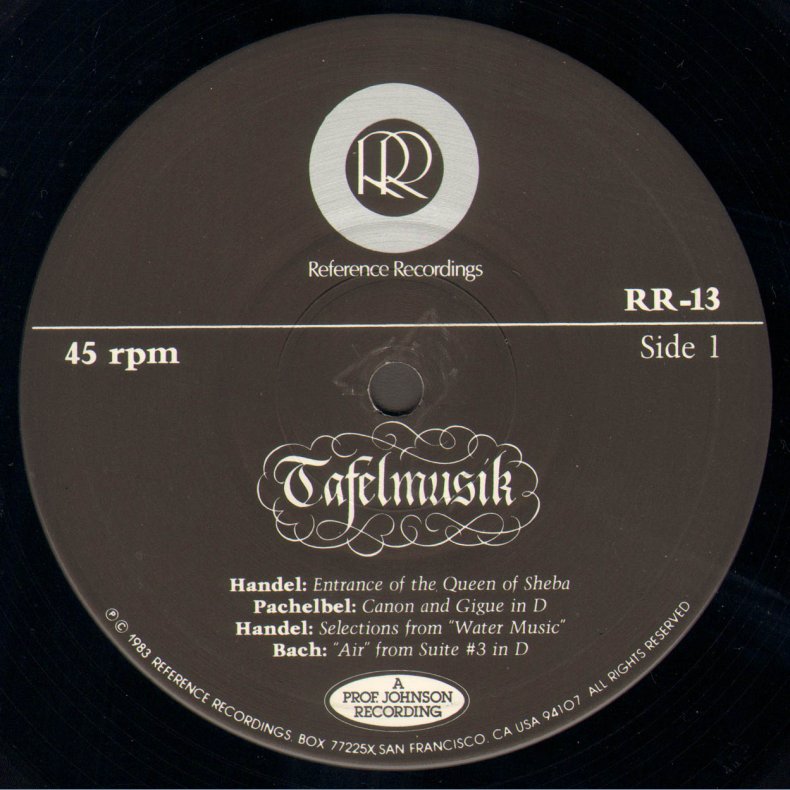 RR
Reference Recordings
RR-13
45 rpm
Side 1
Tafelmusik
Handel: Entrance of the Queen of Sheba
Pachelbel: Canon and Gigue in D
Handel: Selections from "Water Music"
Bach: "Air" from Suite #3 in D
A
PROF. JOHNSON
RECORDING
℗ © 1983 REFERENCE RECORDINGS. BOX 77225X, SAN FRANCISCO, CA USA 94107 ALL RIGHTS RESERVED